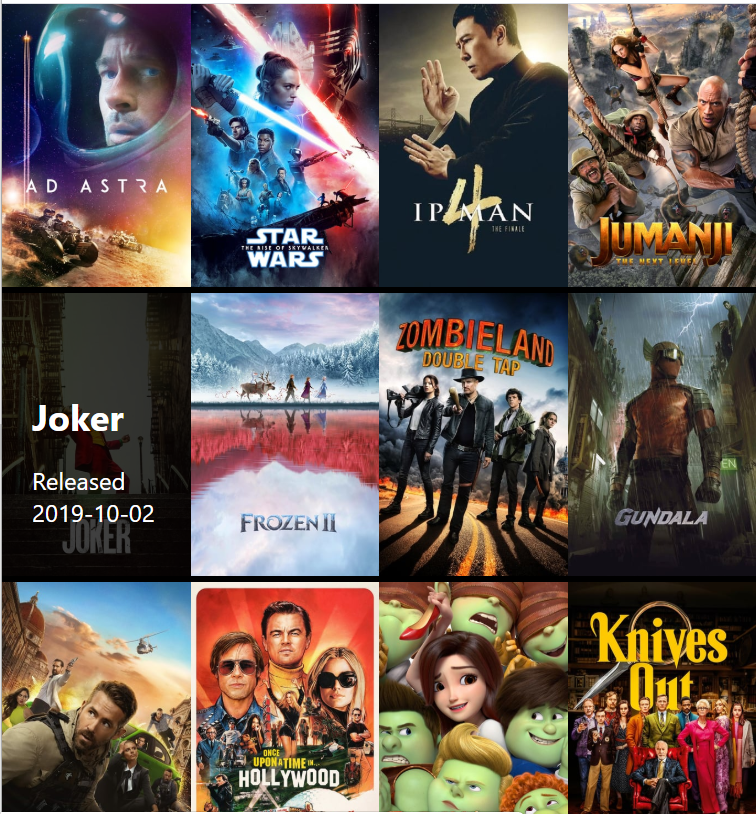 AD ASTRA
STAR
THE RISE OF SKYWALKER
WARS
IP MAN
4
THE FINALE
JUMANJI
THE NEXT LEVEL
Joker
Released
2019-10-02
JOKER
FROZEN II
ZOMBIELAND
DOUBLE TAP
EN
GUNDALA
ONCE
UPON A TIME IN...
HOLLYWOOD
Knives
Out